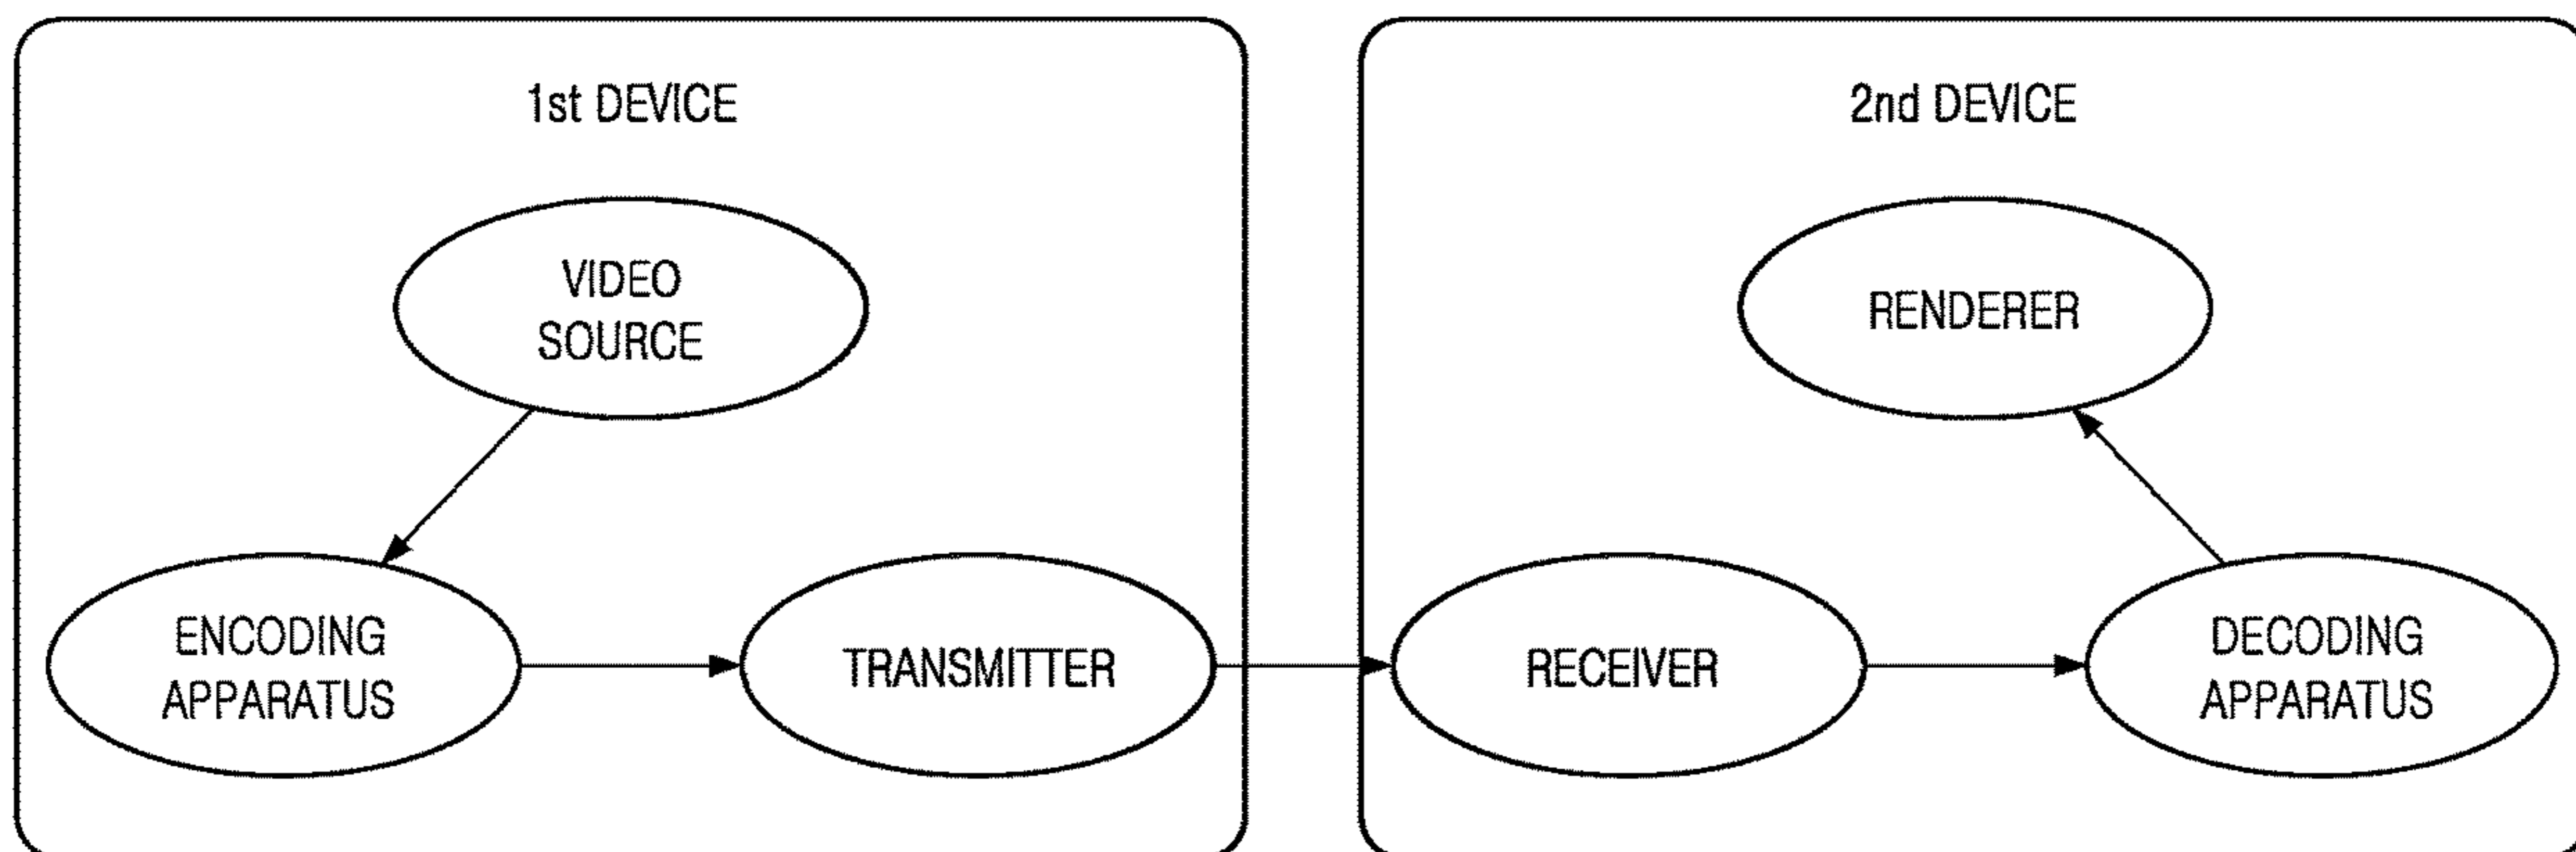 1st DEVICE
VIDEO
SOURCE
ENCODING
APPARATUS
TRANSMITTER
2nd DEVICE
RENDERER
RECEIVER
DECODING
APPARATUS